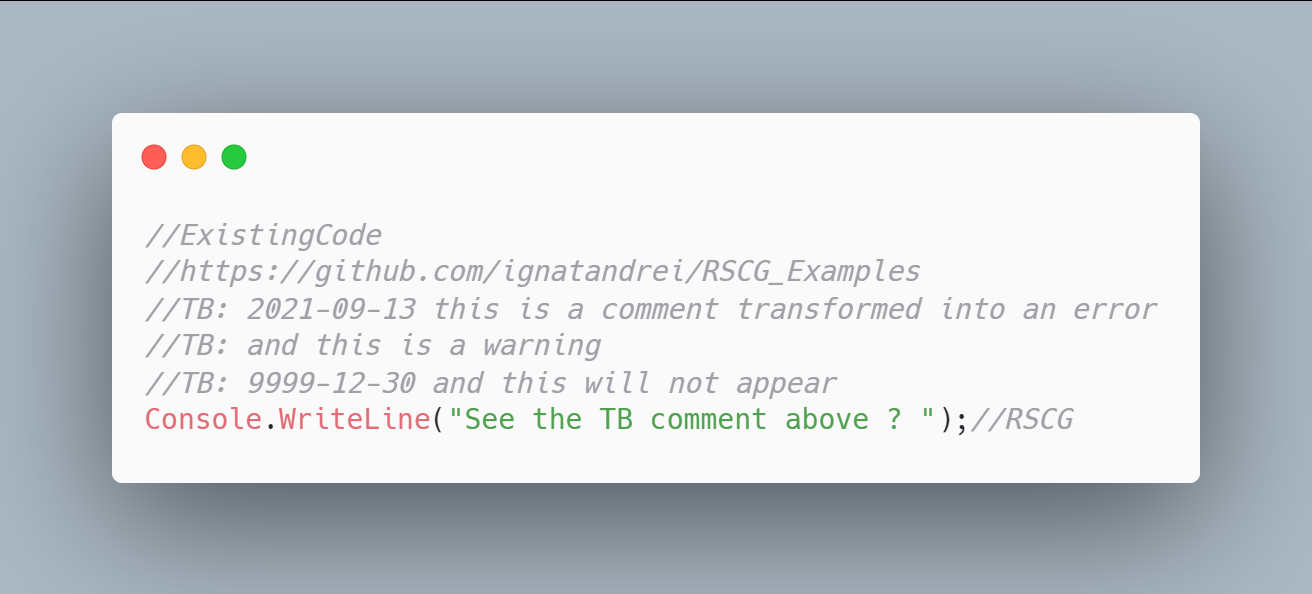 //ExistingCode
//https://github.com/ignatandrei/RSCG_Examples
//TB: 2021-09-13 this is a comment transformed into an error
//TB: and this is a warning
//TB: 9999-12-30 and this will not appear
Console.WriteLine("See the TB comment above ? ");//RSCG